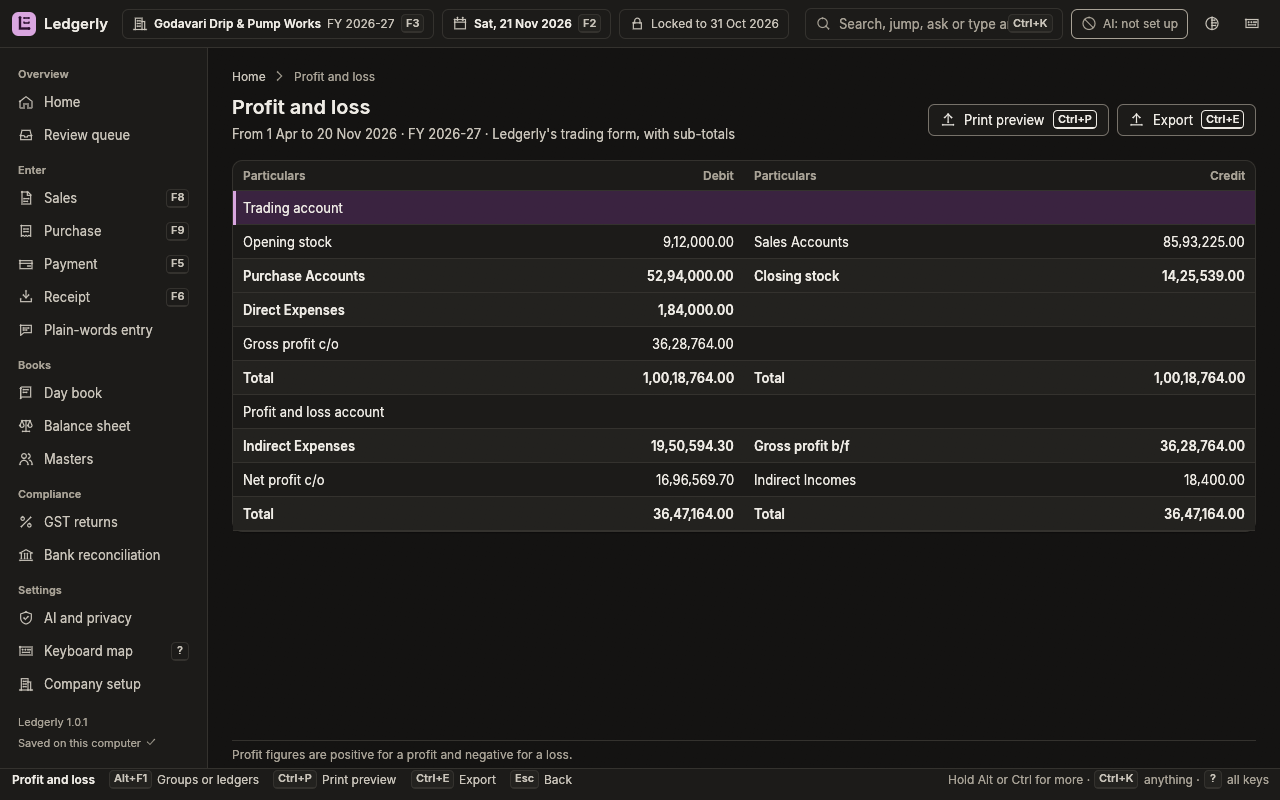 Ledgerly
Godavari Drip & Pump Works FY 2026-27 F3
Sat, 21 Nov 2026 F2
Locked to 31 Oct 2026
Search, jump, ask or type a Ctrl+K
AI: not set up
Overview
Home
Review queue
Enter
Sales F8
Purchase F9
Payment F5
Receipt F6
Plain-words entry
Books
Day book
Balance sheet
Masters
Compliance
GST returns
Bank reconciliation
Settings
AI and privacy
Keyboard map ?
Company setup
Ledgerly 1.0.1
Saved on this computer
Home Profit and loss
Profit and loss
From 1 Apr to 20 Nov 2026 · FY 2026-27 · Ledgerly's trading form, with sub-totals
Print preview Ctrl+P
Export Ctrl+E
Particulars Debit Particulars Credit
Trading account
Opening stock 9,12,000.00 Sales Accounts 85,93,225.00
Purchase Accounts 52,94,000.00 Closing stock 14,25,539.00
Direct Expenses 1,84,000.00
Gross profit c/o 36,28,764.00
Total 1,00,18,764.00 Total 1,00,18,764.00
Profit and loss account
Indirect Expenses 19,50,594.30 Gross profit b/f 36,28,764.00
Net profit c/o 16,96,569.70 Indirect Incomes 18,400.00
Total 36,47,164.00 Total 36,47,164.00
Profit figures are positive for a profit and negative for a loss.
Profit and loss Alt+F1 Groups or ledgers Ctrl+P Print preview Ctrl+E Export Esc Back
Hold Alt or Ctrl for more · Ctrl+K anything · ? all keys